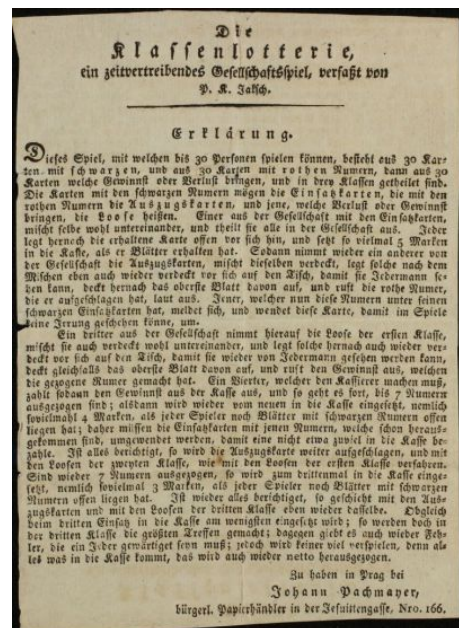 Die
Klassenlotterie,
ein zeitvertreibendes Gesellschaftsspiel, verfaßt von
P. K. Jaksch.
Erklärung.
Dieses Spiel, mit welchen bis 30 Personen spielen können, besteht aus 30 Kar-
ten mit schwarzen, und aus 30 Karten mit rothen Numern, dann aus 30
Karten welche Gewinnst oder Verlust bringen, und in drey Klassen getheilt sind.
Die Karten mit den schwarzen Numern mögen die Einsatzkarten, die mit den
rothen Numern die Auszugskarten, und jene, welche Verlust oder Gewinnst
bringen, die Loose heißen. Einer aus der Gesellschaft mit den Einsatzkarten,
mischt selbe wohl untereinander, und theilt sie alle in der Gesellschaft aus. Jeder
legt hernach die erhaltene Karte offen vor sich hin, und setzt so vielmal 5 Marken
in die Kasse, als er Blätter erhalten hat. Sodann nimmt wieder ein anderer von
der Gesellschaft die Auszugskarten, mischt dieselben verdeckt, legt solche nach dem
Mischen eben auch wieder verdeckt vor sich auf den Tisch, damit sie Jedermann se-
hen kann, deckt hernach das oberste Blatt davon auf, und ruft die rothe Numer,
die er aufgeschlagen hat, laut aus. Jener, welcher nun diese Numern unter seinen
schwarzen Einsatzkarten hat, meldet sich, und wendet diese Karte, damit im Spiele
keine Irrung geschehen könne, um.
Ein dritter aus der Gesellschaft nimmt hierauf die Loose der ersten Klasse,
mischt sie auch verdeckt wohl untereinander, und legt solche hernach auch wieder ver-
deckt vor sich auf den Tisch, damit sie wieder von Jedermann gesehen werden kann,
deckt gleichfalls das oberste Blatt davon auf, und ruft den Gewinnst aus, welchen
die gezogene Numer gemacht hat. Ein Vierter, welcher den Kassierer machen muß,
zahlt sodann den Gewinnst aus der Kasse aus, und so geht es fort, bis 7 Numern
ausgezogen sind; alsdann wird wieder vom neuen in die Kasse eingesetzt, nemlich
sovielmahl 4 Marken, als jeder Spieler noch Blätter mit schwarzen Numern offen
liegen hat; daher müssen die Einsatzkarten mit jenen Numern, welche schon heraus-
gekommen sind, umgewendet werden, damit eine nicht etwa zuviel in die Kasse be-
zahle. Ist alles berichtigt, so wird die Auszugskarte weiter aufgeschlagen, und mit
den Loosen der zweyten Klasse, wie mit den Loosen der ersten Klasse verfahren.
Sind wieder 7 Numern ausgezogen, so wird zum drittenmal in die Kasse einge-
setzt, nemlich sovielmal 3 Marken, als jeder Spieler noch Blätter mit schwarzen
Numern offen liegen hat. Ist wieder alles berichtiget, so geschieht mit den Aus-
zugskarten und mit den Loosen der dritten Klasse eben wieder dasselbe. Obgleich
beim dritten Einsatz in die Kasse am wenigsten eingesetzt wird; so werden doch in
der dritten Klasse die größten Treffen gemacht; dagegen giebt es auch wieder Feh-
ler, die ein Jeder gewärtiget seyn muß; jedoch wird keiner viel verspielen, denn al-
les was in die Kasse kommt, das wird auch wieder netto herausgezogen.
Zu haben in Prag bei
Johann Pachmayer,
bürgerl. Papierhändler in der Jesuittengasse, Nro. 166.